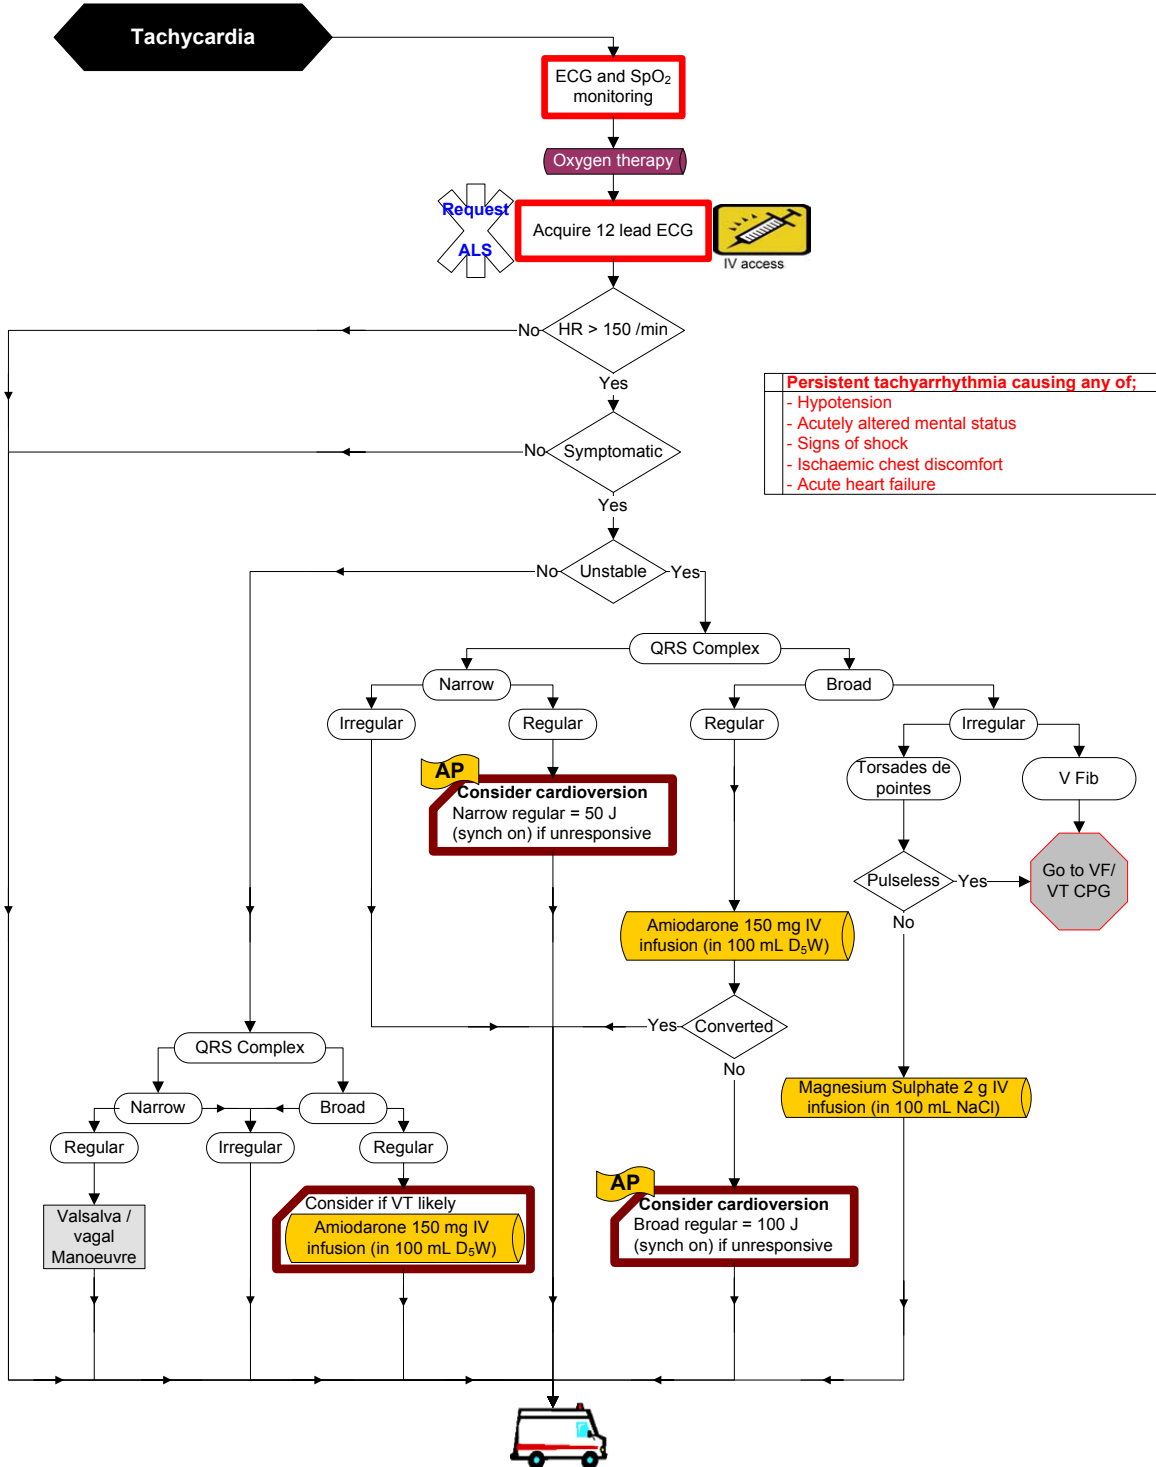 Tachycardia
ECG and SpO₂
monitoring
Oxygen therapy
Request
ALS
Acquire 12 lead ECG
IV access
HR > 150 /min
No
Yes
Persistent tachyarrhythmia causing any of;
- Hypotension
- Acutely altered mental status
- Signs of shock
- Ischaemic chest discomfort
- Acute heart failure
No
Symptomatic
Yes
No
Unstable
Yes
QRS Complex
Narrow
Broad
Irregular
Regular
Regular
Irregular
AP
Consider cardioversion
Narrow regular = 50 J
(synch on) if unresponsive
Torsades de
pointes
V Fib
Pulseless
Yes
Go to VF/
VT CPG
No
Amiodarone 150 mg IV
infusion (in 100 mL D₅W)
Yes
Converted
No
Magnesium Sulphate 2 g IV
infusion (in 100 mL NaCl)
QRS Complex
Narrow
Broad
Regular
Irregular
Regular
Valsalva /
vagal
Manoeuvre
Consider if VT likely
Amiodarone 150 mg IV
infusion (in 100 mL D₅W)
AP
Consider cardioversion
Broad regular = 100 J
(synch on) if unresponsive